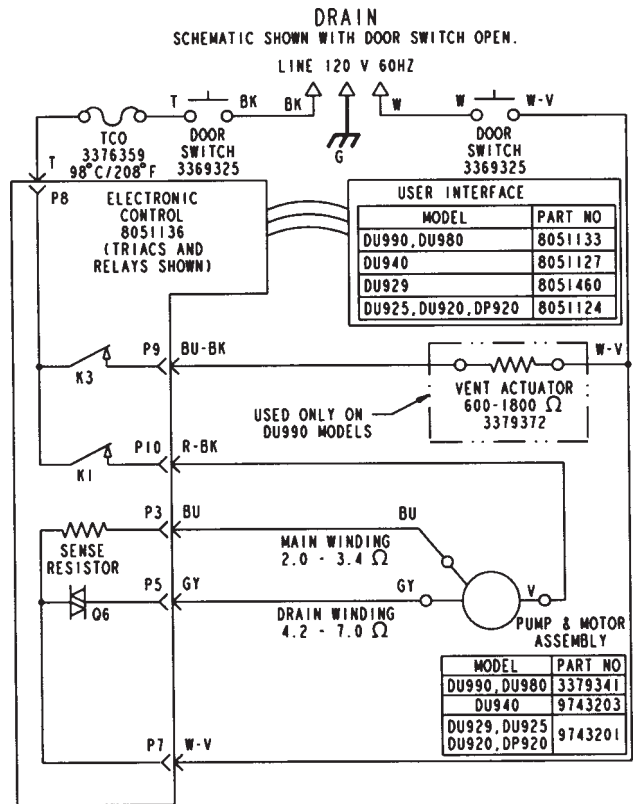 DRAIN
SCHEMATIC SHOWN WITH DOOR SWITCH OPEN.
LINE 120 V 60HZ
T BK BK W W W-V
TCO
3376359
98°C/208°F
DOOR
SWITCH
3369325
G
DOOR
SWITCH
3369325
T
P8
ELECTRONIC
CONTROL
8051136
(TRIACS AND
RELAYS SHOWN)
USER INTERFACE
MODEL PART NO
DU990,DU980 8051133
DU940 8051127
DU929 8051460
DU925,DU920,DP920 8051124
P9 BU-BK W-V
K3
VENT ACTUATOR
600-1800 Ω
3379372
USED ONLY ON
DU990 MODELS
P10 R-BK
K1
P3 BU BU
SENSE
RESISTOR
MAIN WINDING
2.0 - 3.4 Ω
P5 GY GY V
Q6
DRAIN WINDING
4.2 - 7.0 Ω
PUMP & MOTOR
ASSEMBLY
MODEL PART NO
DU990,DU980 3379341
DU940 9743203
DU929,DU925
DU920,DP920 9743201
P7 W-V